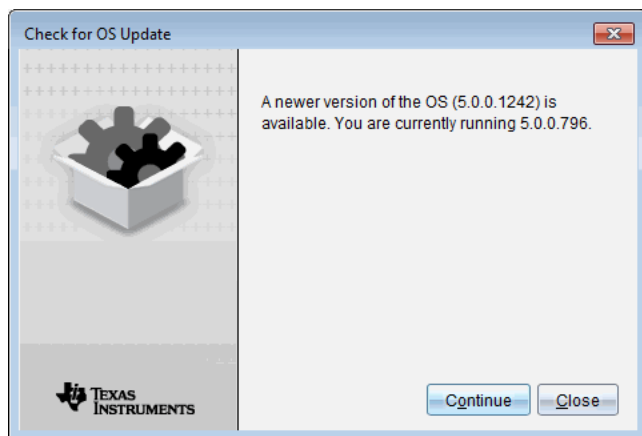 Check for OS Update
A newer version of the OS (5.0.0.1242) is
available. You are currently running 5.0.0.796.
TEXAS
INSTRUMENTS
Continue
Close